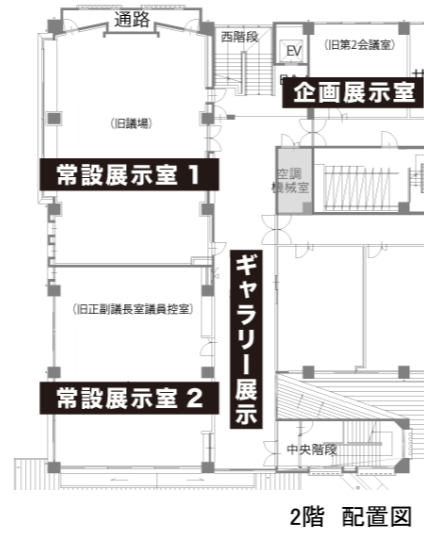 通路
西階段
EV
(旧第2会議室)
企画展示室
(旧議場)
常設展示室 1
空調
機械室
ギャラリー展示
(旧正副議長室議員控室)
常設展示室 2
中央階段
2階 配置図